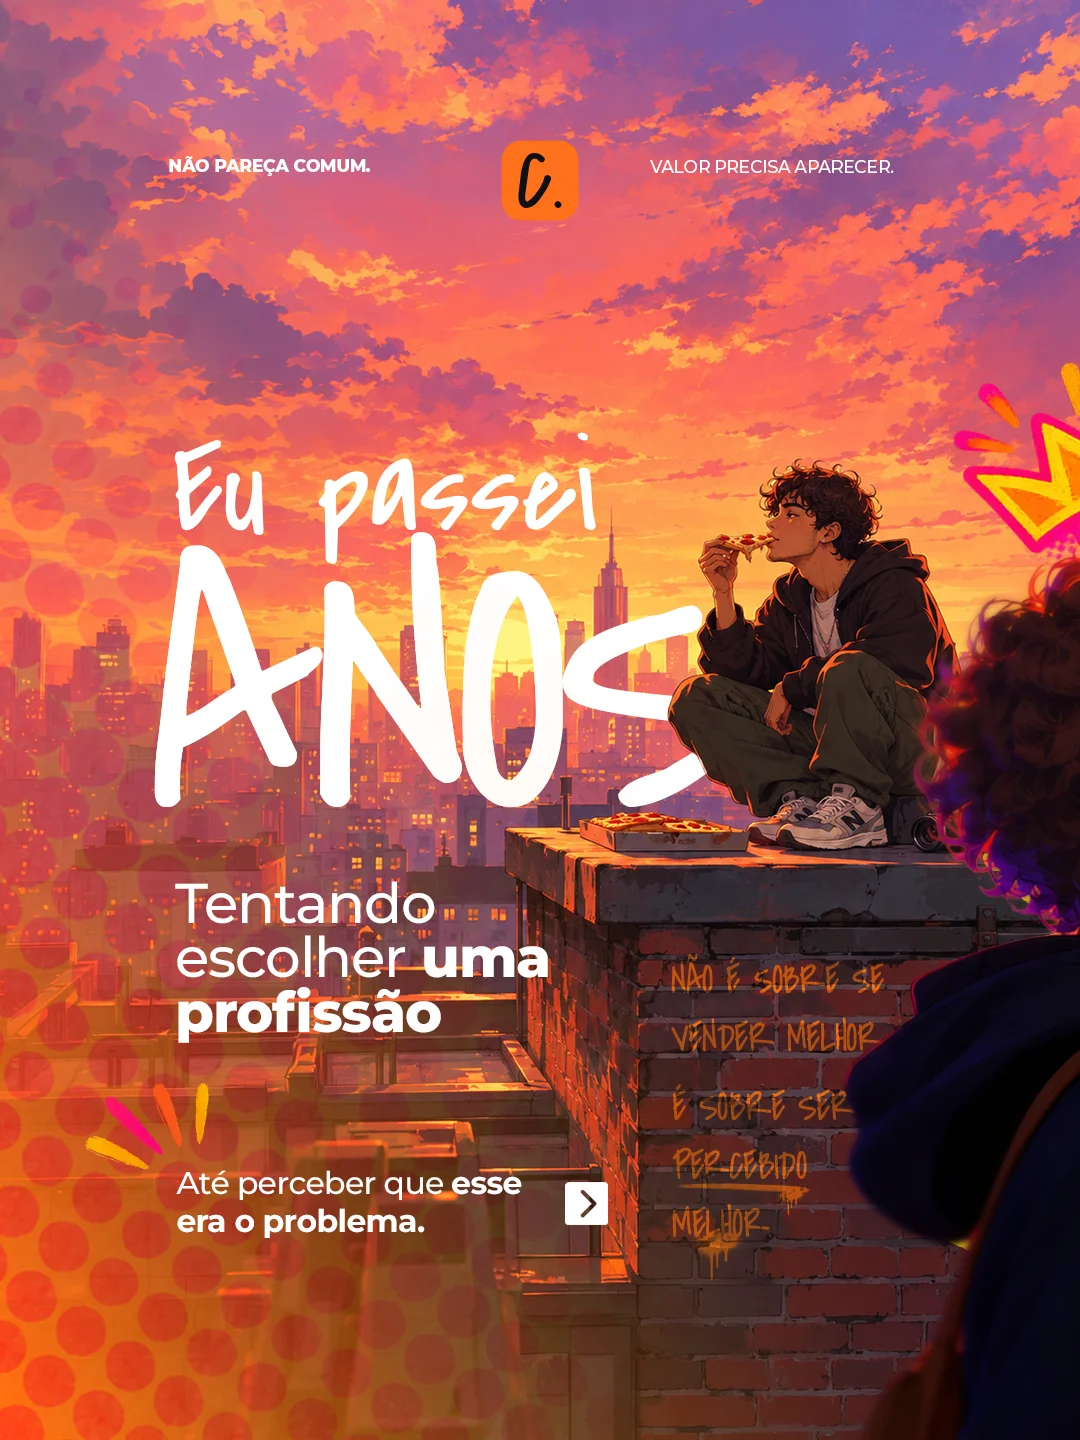 NÃO PAREÇA COMUM.
C.
VALOR PRECISA APARECER.
Eu passei
ANOS
Tentando
escolher uma
profissão
Até perceber que esse
era o problema.
NÃO É SOBRE SE
VENDER MELHOR
É SOBRE SER
PERCEBIDO
MELHOR